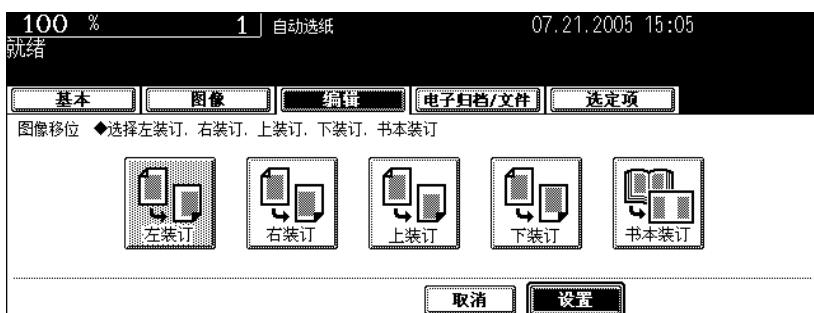 100 % 1 自动选纸 07.21.2005 15:05
就绪
基本 图像 编辑 电子归档/文件 选定项
图像移位 ◆选择左装订. 右装订. 上装订. 下装订. 书本装订
左装订 右装订 上装订 下装订 书本装订
取消 设置